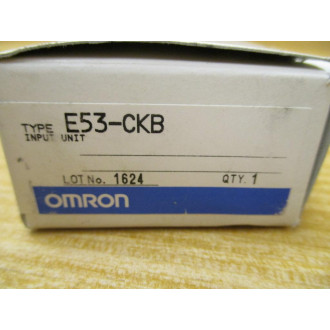 TYPE E53-CKB
INPUT UNIT
LOT No. 1624 QTY. 1
OMRON